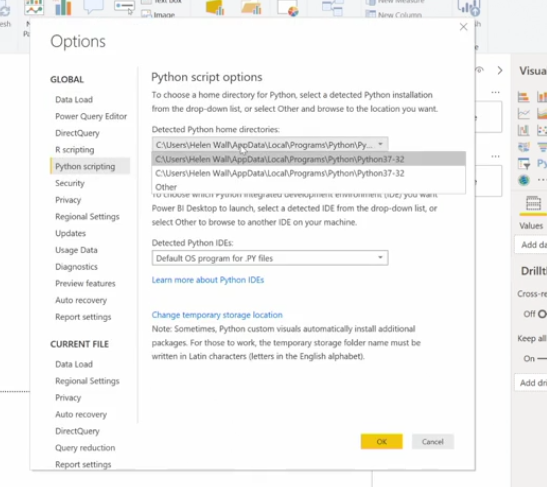 Text box
New Measure
Image
New Column
Options
GLOBAL
Data Load
Power Query Editor
DirectQuery
R scripting
Python scripting
Security
Privacy
Regional Settings
Updates
Usage Data
Diagnostics
Preview features
Auto recovery
Report settings
CURRENT FILE
Data Load
Regional Settings
Privacy
Auto recovery
DirectQuery
Query reduction
Report settings
Python script options
To choose a home directory for Python, select a detected Python installation
from the drop-down list, or select Other and browse to the location you want.
Detected Python home directories:
C:\Users\Helen Wall\AppData\Local\Programs\Python\Py...
C:\Users\Helen Wall\AppData\Local\Programs\Python\Python37-32
C:\Users\Helen Wall\AppData\Local\Programs\Python\Python37-32
Other
To choose which Python integrated development environment (IDE) you want
Power BI Desktop to launch, select a detected IDE from the drop-down list, or
select Other to browse to another IDE on your machine.
Detected Python IDEs:
Default OS program for .PY files
Learn more about Python IDEs
Change temporary storage location
Note: Sometimes, Python custom visuals automatically install additional
packages. For those to work, the temporary storage folder name must be
written in Latin characters (letters in the English alphabet).
OK
Cancel
Visua
Values
Add da
Drillt
Cross-re
Off
Keep all
On
Add dri